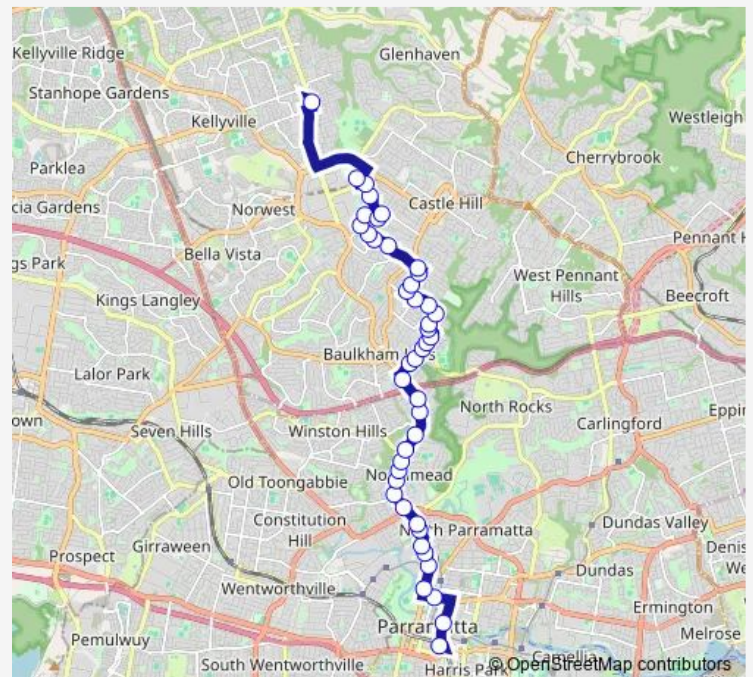 Kellyville Ridge
Glenhaven
Stanhope Gardens
Kellyville
Westleigh
Parklea
Cherrybrook
cia Gardens
Norwest
Castle Hill
Pennant H
Bella Vista
gs Park
West Pennant
Hills
Beecroft
Kings Langley
Baulkham
Lalor Park
North Rocks
own
Carlingford
Eppin
Seven Hills
Winston Hills
Old Toongabbie
Constitution
Hill
North Parramatta
Dundas Valley
Girraween
Denis
We
Prospect
Dundas
Wentworthville
Ermington
Parramatta
Melrose
Pemulwuy
Camellia
South Wentworthville
Harris Park
© OpenStreetMap contributors